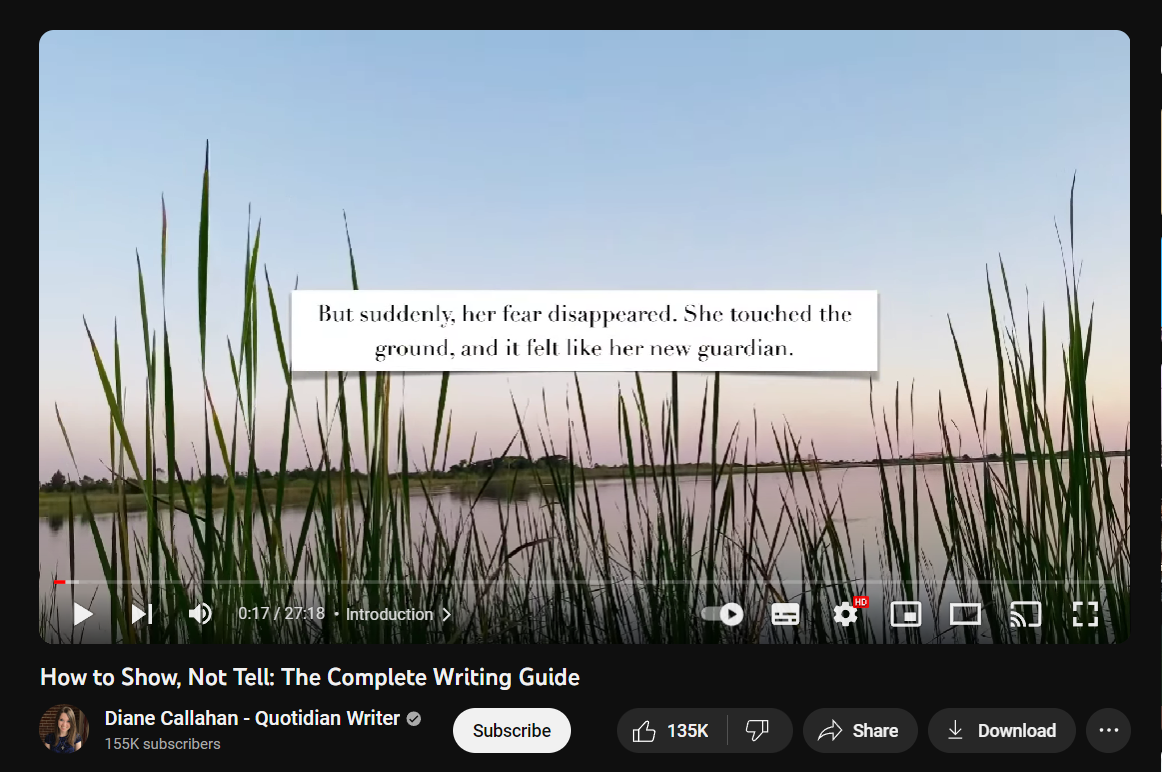 But suddenly, her fear disappeared. She touched the
ground, and it felt like her new guardian.
0:17 / 27:18 • Introduction
HD
How to Show, Not Tell: The Complete Writing Guide
Diane Callahan - Quotidian Writer
155K subscribers
Subscribe
135K
Share
Download